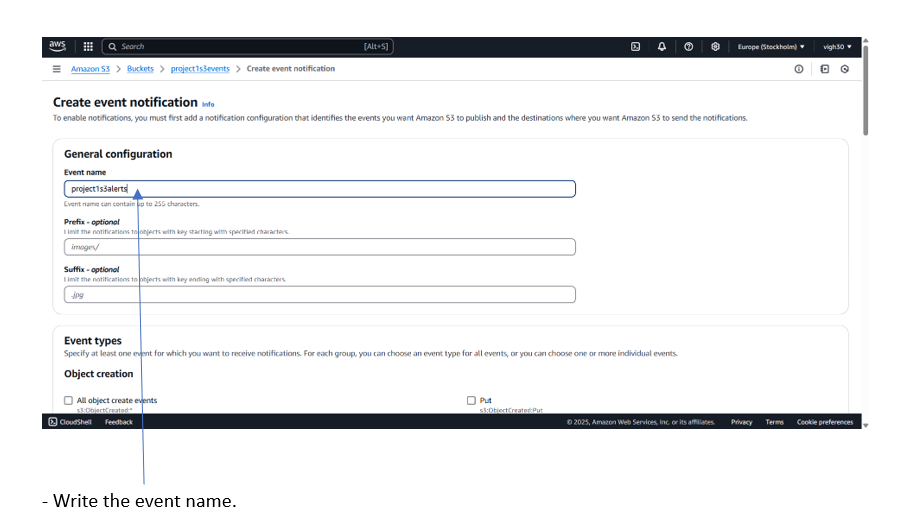 aws Search [Alt+S] Europe (Stockholm) vigh30
Amazon S3 > Buckets > project1s3events > Create event notification
Create event notification Info
To enable notifications, you must first add a notification configuration that identifies the events you want Amazon S3 to publish and the destinations where you want Amazon S3 to send the notifications.
General configuration
Event name
project1s3alerts
Event name can contain up to 255 characters.
Prefix - optional
Limit the notifications to objects with key starting with specified characters.
images/
Suffix - optional
Limit the notifications to objects with key ending with specified characters.
.jpg
Event types
Specify at least one event for which you want to receive notifications. For each group, you can choose an event type for all events, or you can choose one or more individual events.
Object creation
All object create events Put
s3:ObjectCreated:* s3:ObjectCreated:Put
CloudShell Feedback © 2025, Amazon Web Services, Inc. or its affiliates. Privacy Terms Cookie preferences
- Write the event name.